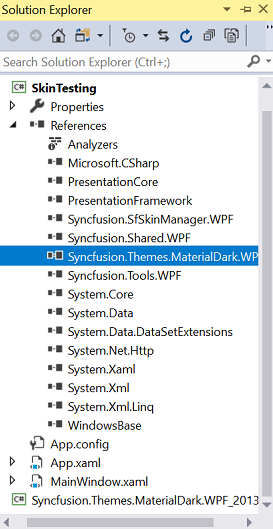 Solution Explorer
Search Solution Explorer (Ctrl+;)
C# SkinTesting
Properties
References
Analyzers
Microsoft.CSharp
PresentationCore
PresentationFramework
Syncfusion.SfSkinManager.WPF
Syncfusion.Shared.WPF
Syncfusion.Themes.MaterialDark.WP
Syncfusion.Tools.WPF
System.Core
System.Data
System.Data.DataSetExtensions
System.Net.Http
System.Xaml
System.Xml
System.Xml.Linq
WindowsBase
App.config
App.xaml
MainWindow.xaml
C# Syncfusion.Themes.MaterialDark.WPF_2013